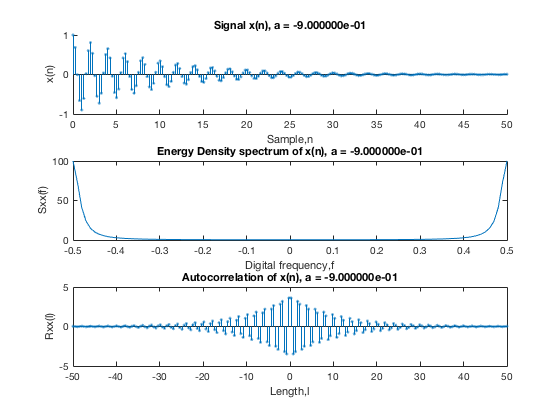 Signal x(n), a = -9.000000e-01
x(n)
1
0
-1
0 5 10 15 20 25 30 35 40 45 50
Sample,n
Energy Density spectrum of x(n), a = -9.000000e-01
Sxx(f)
100
50
0
-0.5 -0.4 -0.3 -0.2 -0.1 0 0.1 0.2 0.3 0.4 0.5
Digital frequency,f
Autocorrelation of x(n), a = -9.000000e-01
Rxx(l)
5
0
-5
-50 -40 -30 -20 -10 0 10 20 30 40 50
Length,l